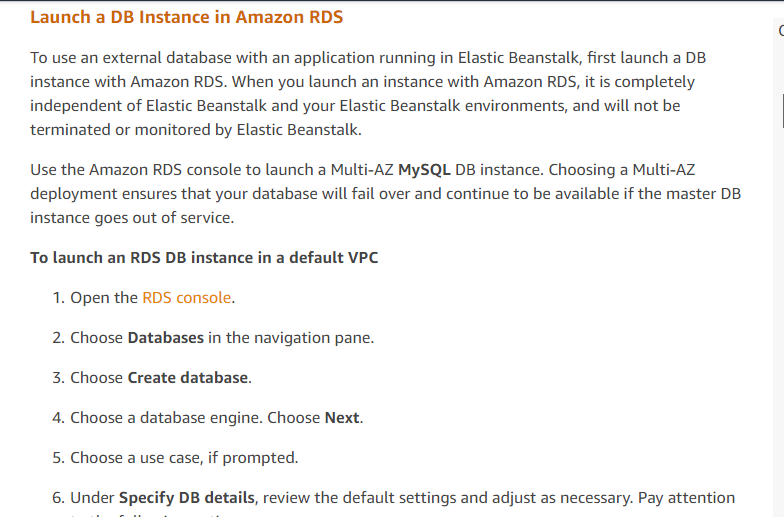 Launch a DB Instance in Amazon RDS
To use an external database with an application running in Elastic Beanstalk, first launch a DB
instance with Amazon RDS. When you launch an instance with Amazon RDS, it is completely
independent of Elastic Beanstalk and your Elastic Beanstalk environments, and will not be
terminated or monitored by Elastic Beanstalk.
Use the Amazon RDS console to launch a Multi-AZ MySQL DB instance. Choosing a Multi-AZ
deployment ensures that your database will fail over and continue to be available if the master DB
instance goes out of service.
To launch an RDS DB instance in a default VPC
1. Open the RDS console.
2. Choose Databases in the navigation pane.
3. Choose Create database.
4. Choose a database engine. Choose Next.
5. Choose a use case, if prompted.
6. Under Specify DB details, review the default settings and adjust as necessary. Pay attention